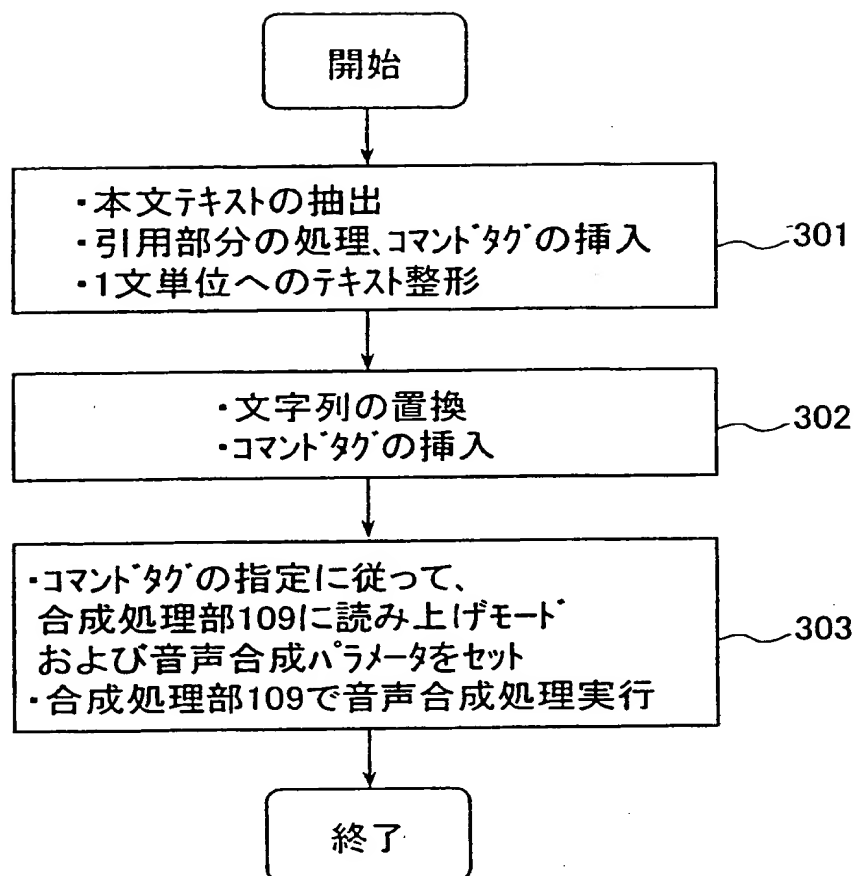 開始
・本文テキストの抽出
・引用部分の処理、コマンドタグの挿入
・1文単位へのテキスト整形
301
・文字列の置換
・コマンドタグの挿入
302
・コマンドタグの指定に従って、
合成処理部109に読み上げモード
および音声合成パラメータをセット
・合成処理部109で音声合成処理実行
303
終了